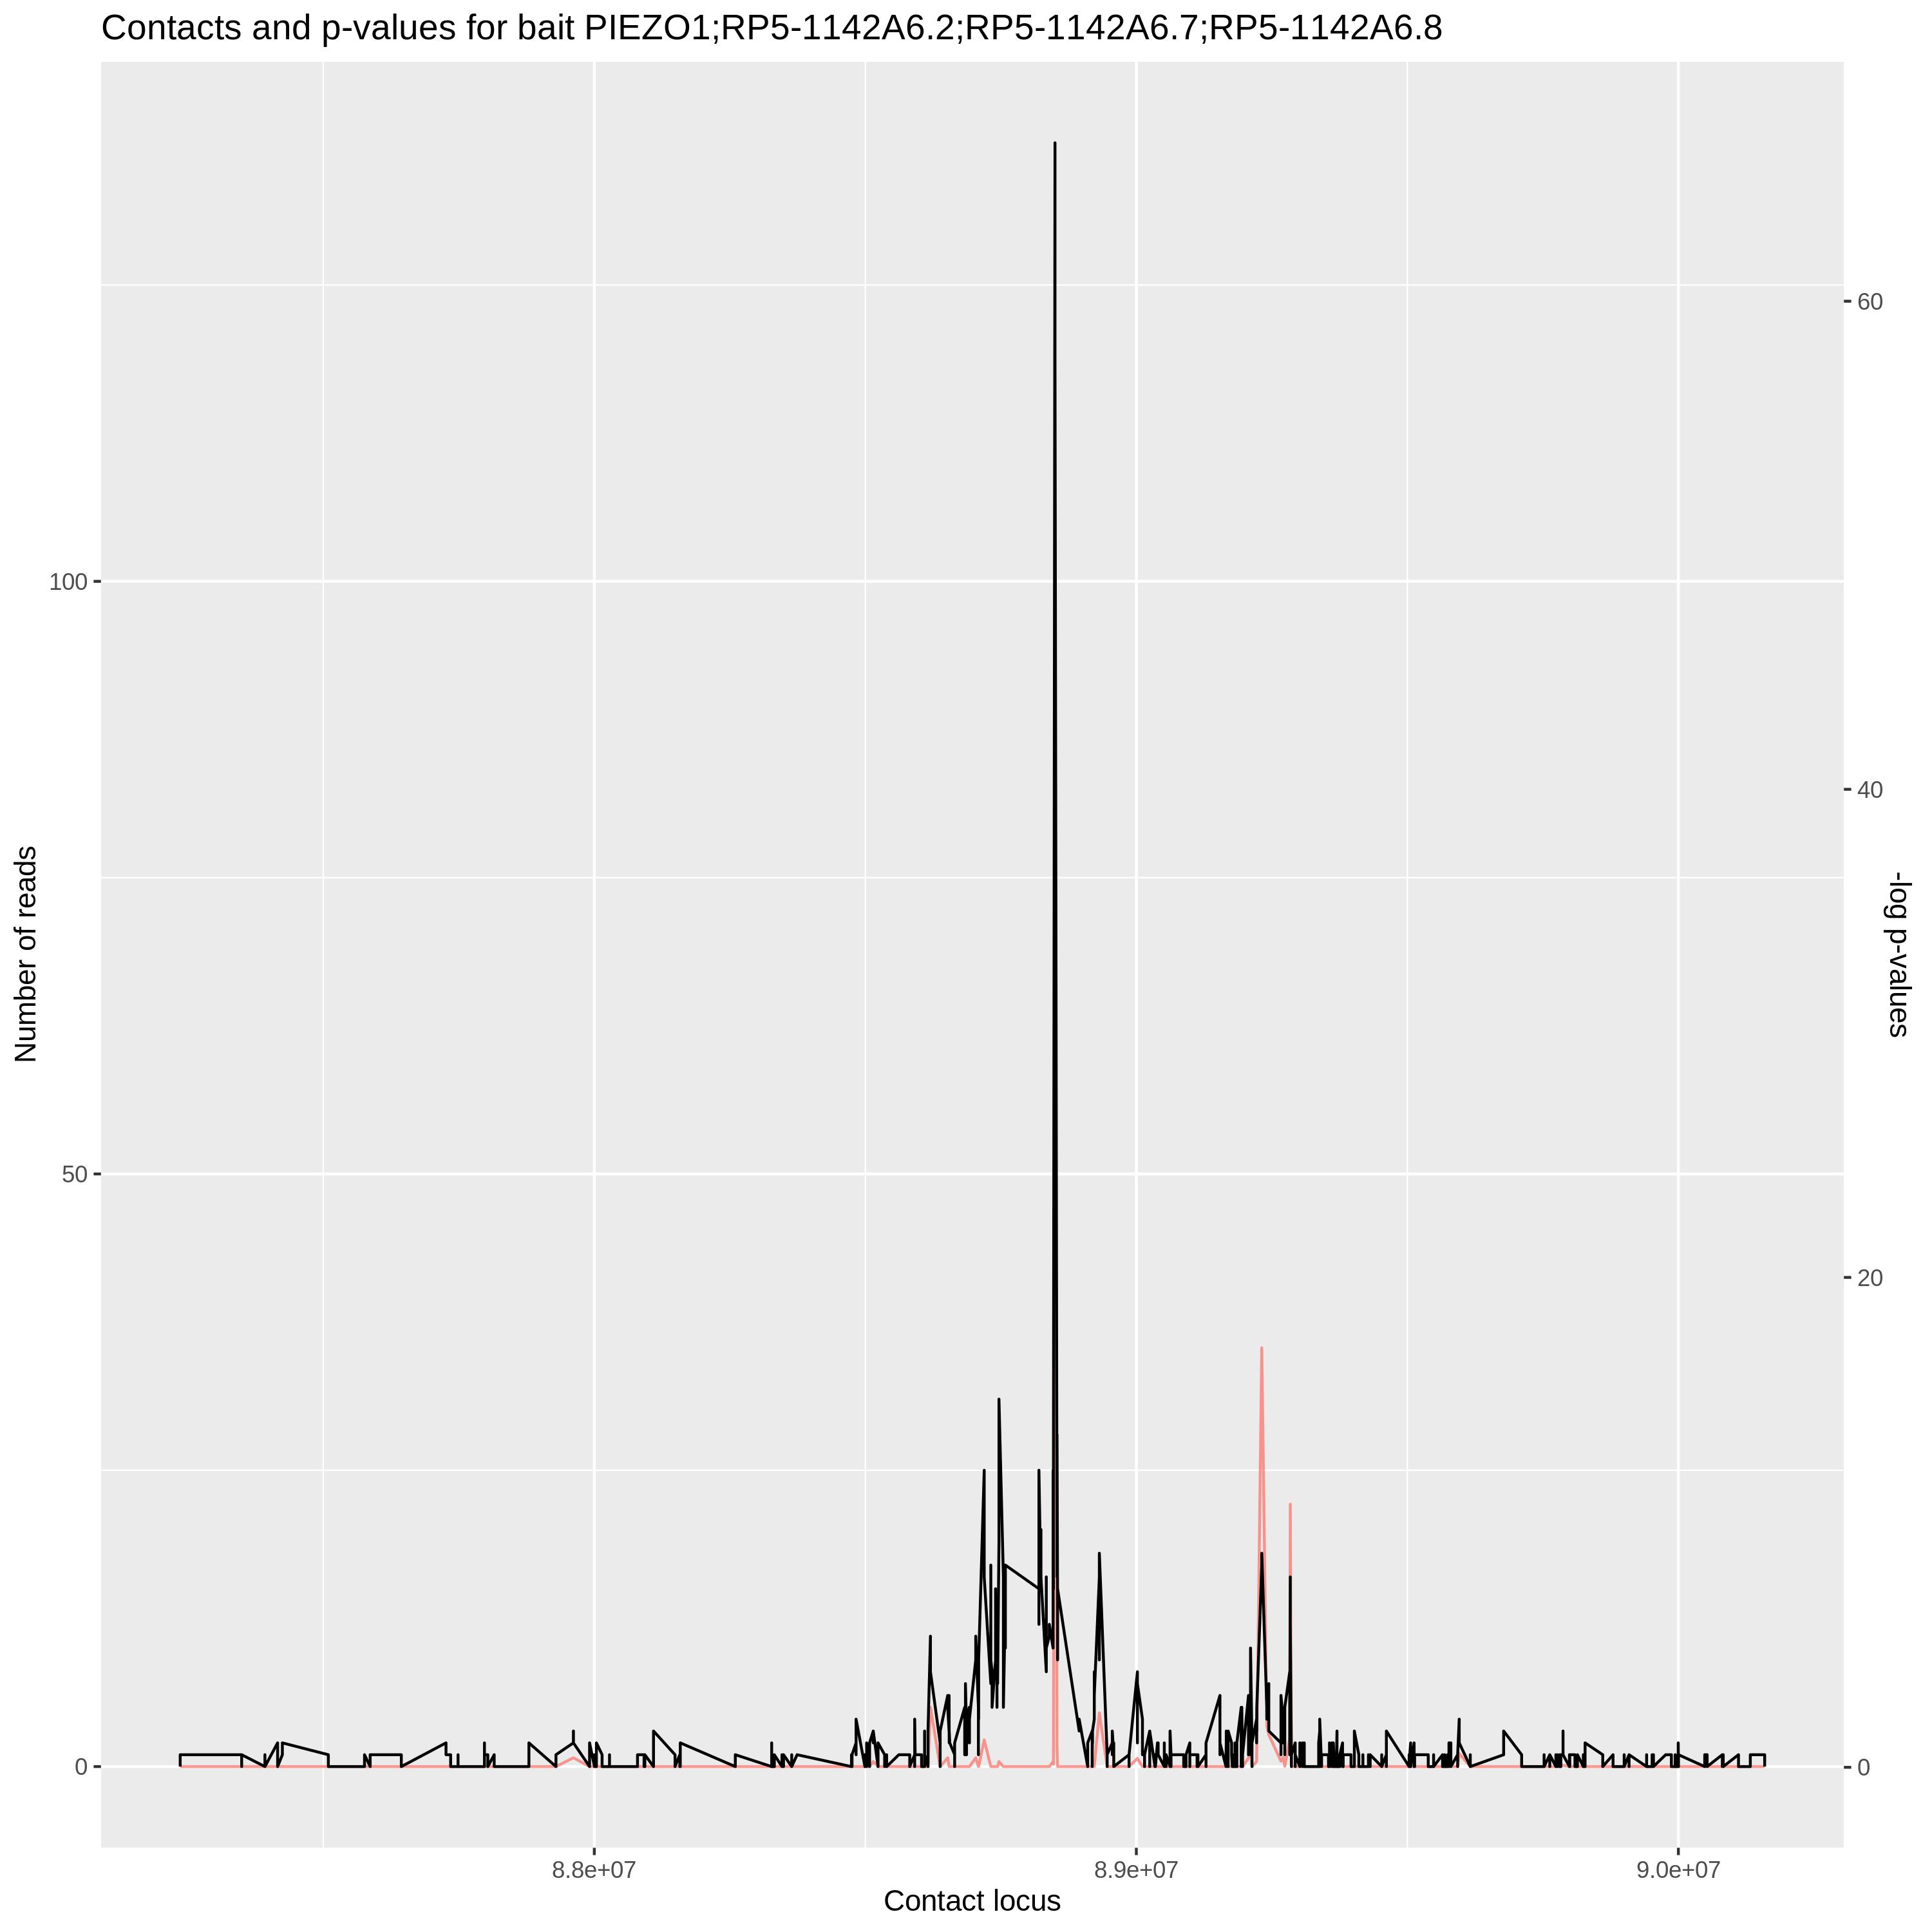 Contacts and p-values for bait PIEZO1;RP5-1142A6.2;RP5-1142A6.7;RP5-1142A6.8
Number of reads
100
50
0
60
40
20
0
-log p-values
8.8e+07
8.9e+07
9.0e+07
Contact locus